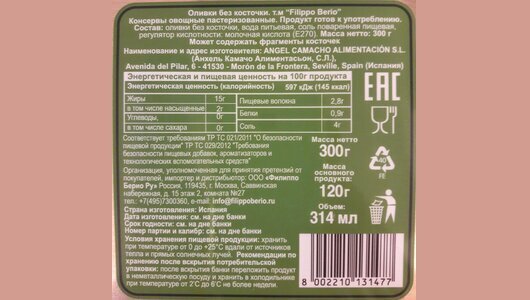 Оливки без косточки. т.м "Filippo Berio"
Консервы овощные пастеризованные. Продукт готов к употреблению.
Состав: оливки без косточки, вода питьевая, соль поваренная пищевая,
регулятор кислотности: молочная кислота (Е270). Масса нетто: 300 г
Может содержать фрагменты косточек
Наименование и адрес изготовителя: ANGEL CAMACHO ALIMENTACIÓN S.L.
(Анхель Камачо Алиментасьон, С.Л.),
Avenida del Pilar, 6 - 41530 - Morón de la Frontera, Seville, Spain (Испания)
Энергетическая и пищевая ценность на 100г продукта
Энергетическая ценность (калорийность) 597 кДж (145 ккал)
Жиры 15г
в том числе насыщенные 2г
Углеводы 0г
в том числе сахара 0г
Пищевые волокна 2,8г
Белки 0,9г
Соль 4г
EAC
Соответствует требованиям ТР ТС 021/2011 "О безопасности
пищевой продукции" ТР ТС 029/2012 "Требования
безопасности пищевых добавок, ароматизаторов и
технологических вспомогательных средств"
Организация, уполномоченная для принятия претензий от
покупателей, импортер и дистрибьютор: ООО «Филиппо
Берио Ру» Россия, 119435, г. Москва, Саввинская
набережная, д. 15 этаж 2, комната №27
тел. +7(495)7300360, e-mail: info@filippoberio.ru
Страна изготовления: Испания
Дата изготовления: см. на дне банки
Срок годности: - см. на дне банки
Номер партии и калибр: см. на дне банки
Условия хранения пищевой продукции: хранить
при температуре от 0 до +25°С вдали от источников
тепла и прямых солнечных лучей. Рекомендации по
хранению после вскрытия потребительской
упаковки: после вскрытия банки переложить продукт
в неметаллическую посуду и хранить в холодильнике
при температуре от 2˚С до 6˚С не более 7 дней.
Масса нетто
300г
Масса
основного
продукта:
120г
Объем:
314 мл
40
FE
8 002210 131477